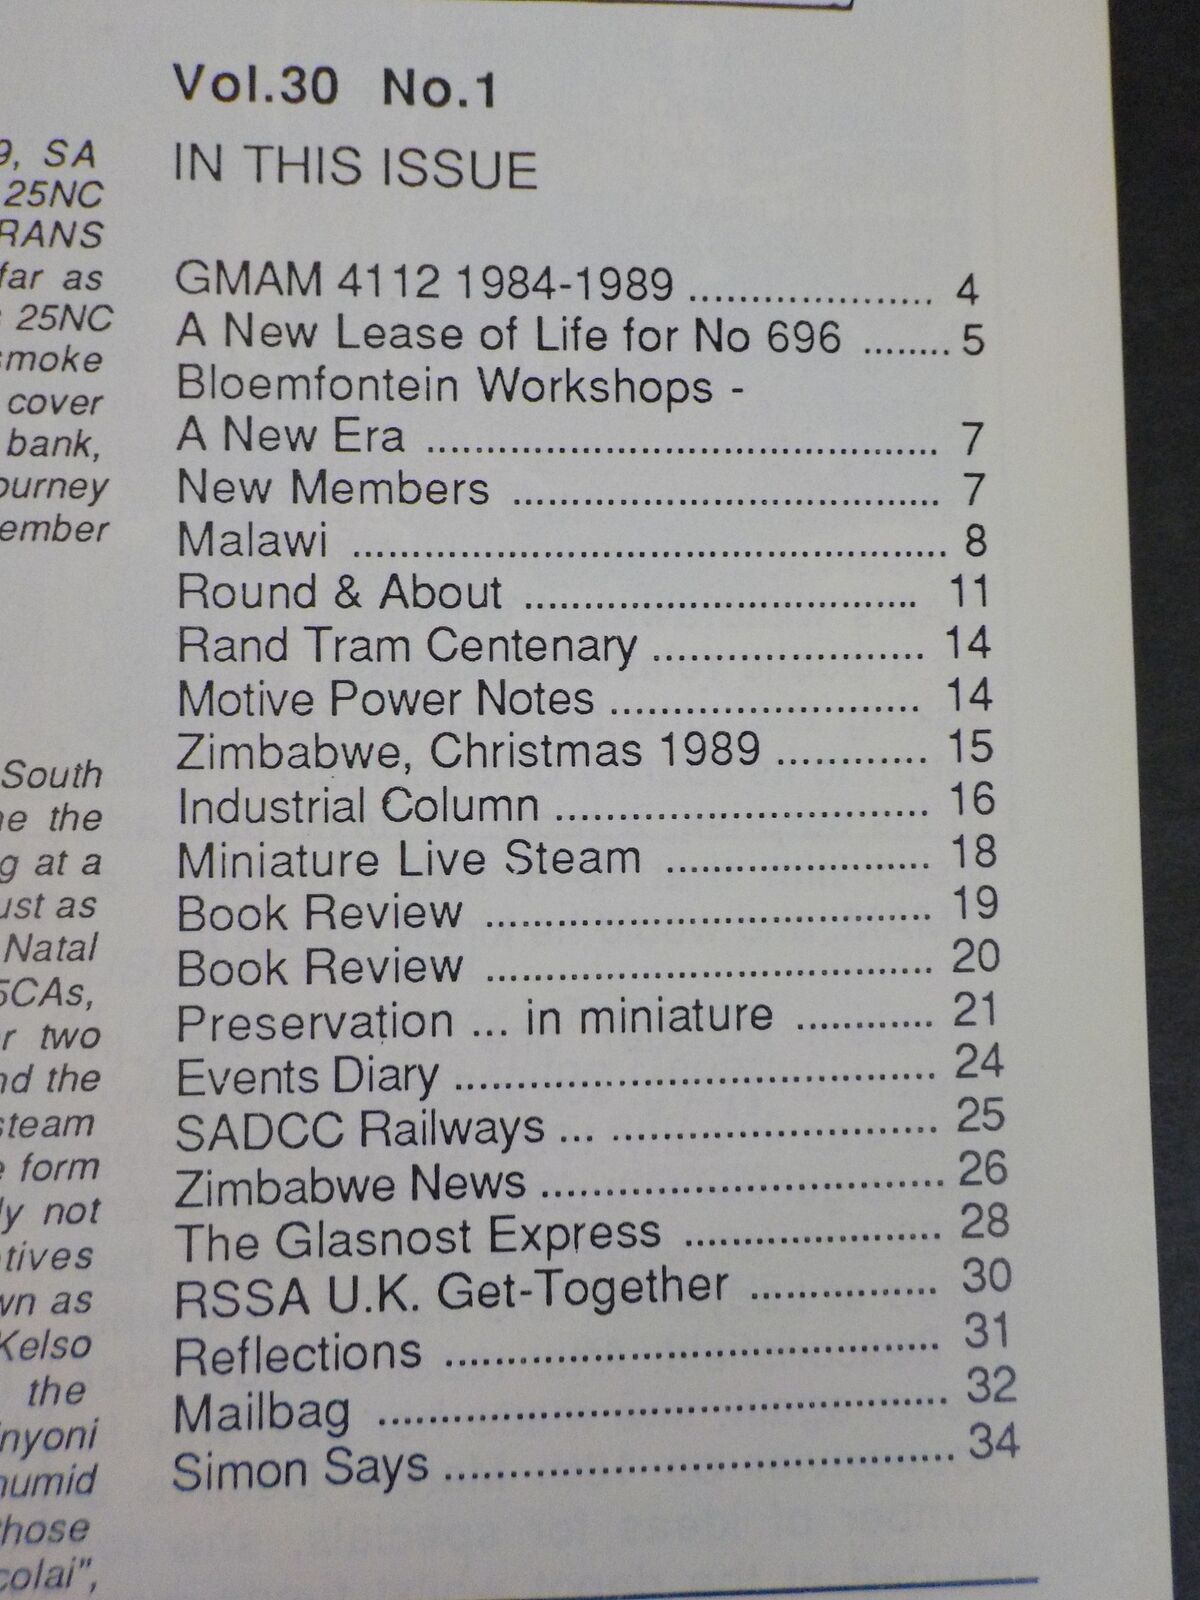 9, SA
25NC
RANS
far as
25NC
smoke
cover
bank,
ourney
ember
South
he the
g at a
ust as
Natal
5CAs,
r two
nd the
steam
e form
ly not
tives
wn as
Kelso
the
nyoni
humid
those
colai",
Vol.30 No.1
IN THIS ISSUE
GMAM 4112 1984-1989 ..................... 4
A New Lease of Life for No 696 ........ 5
Bloemfontein Workshops -
A New Era ........................................... 7
New Members .................................... 7
Malawi .................................................. 8
Round & About ................................. 11
Rand Tram Centenary ....................... 14
Motive Power Notes .......................... 14
Zimbabwe, Christmas 1989 ............. 15
Industrial Column ................................ 16
Miniature Live Steam ....................... 18
Book Review ...................................... 19
Book Review ...................................... 20
Preservation ... in miniature ............ 21
Events Diary ........................................ 24
SADCC Railways ... ............................ 25
Zimbabwe News .................................. 26
The Glasnost Express ...................... 28
RSSA U.K. Get-Together ................ 30
Reflections .......................................... 31
Mailbag ................................................ 32
Simon Says ........................................... 34